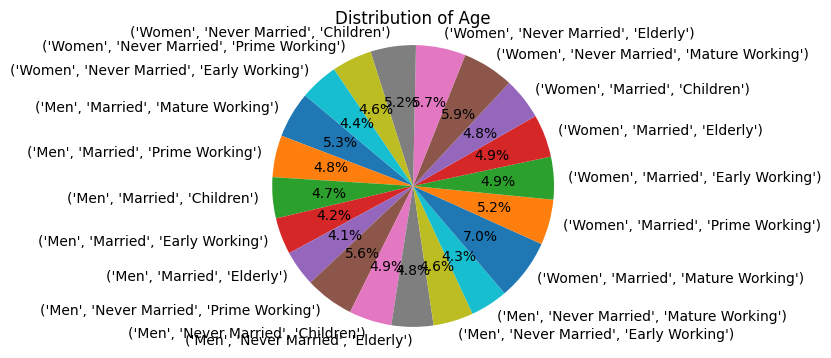 Distribution of Age
('Women', 'Never Married', 'Children')
('Women', 'Never Married', 'Elderly')
('Women', 'Never Married', 'Prime Working')
('Women', 'Never Married', 'Mature Working')
('Women', 'Never Married', 'Early Working')
('Women', 'Married', 'Children')
('Men', 'Married', 'Mature Working')
('Women', 'Married', 'Elderly')
('Men', 'Married', 'Prime Working')
('Women', 'Married', 'Early Working')
('Men', 'Married', 'Children')
('Women', 'Married', 'Prime Working')
('Men', 'Married', 'Early Working')
('Men', 'Married', 'Elderly')
('Women', 'Married', 'Mature Working')
('Men', 'Never Married', 'Prime Working')
('Men', 'Never Married', 'Mature Working')
('Men', 'Never Married', 'Children')
('Men', 'Never Married', 'Early Working')
('Men', 'Never Married', 'Elderly')
5.2%
5.7%
4.6%
5.9%
4.4%
4.8%
5.3%
4.9%
4.8%
4.9%
4.7%
5.2%
4.2%
7.0%
4.1%
4.3%
5.6%
4.9%
4.8%
4.6%